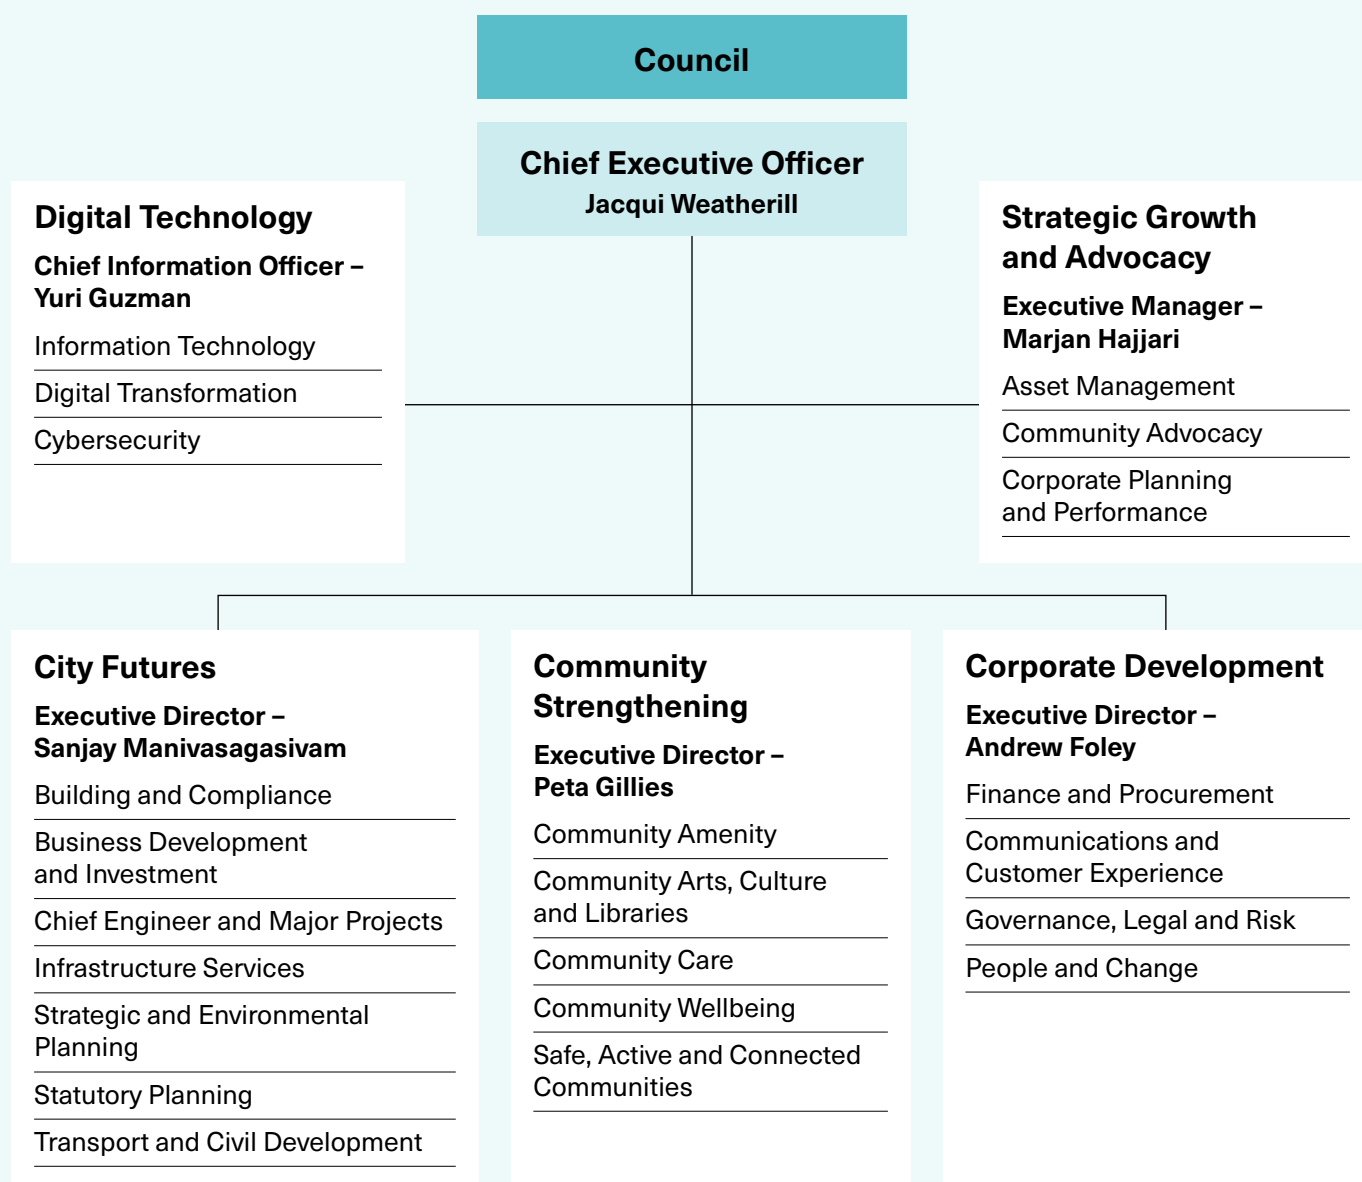 Council
Chief Executive Officer
Jacqui Weatherill
Digital Technology
Chief Information Officer –
Yuri Guzman
Information Technology
Digital Transformation
Cybersecurity
Strategic Growth
and Advocacy
Executive Manager –
Marjan Hajjari
Asset Management
Community Advocacy
Corporate Planning
and Performance
City Futures
Executive Director –
Sanjay Manivasagasivam
Building and Compliance
Business Development
and Investment
Chief Engineer and Major Projects
Infrastructure Services
Strategic and Environmental
Planning
Statutory Planning
Transport and Civil Development
Community
Strengthening
Executive Director –
Peta Gillies
Community Amenity
Community Arts, Culture
and Libraries
Community Care
Community Wellbeing
Safe, Active and Connected
Communities
Corporate Development
Executive Director –
Andrew Foley
Finance and Procurement
Communications and
Customer Experience
Governance, Legal and Risk
People and Change